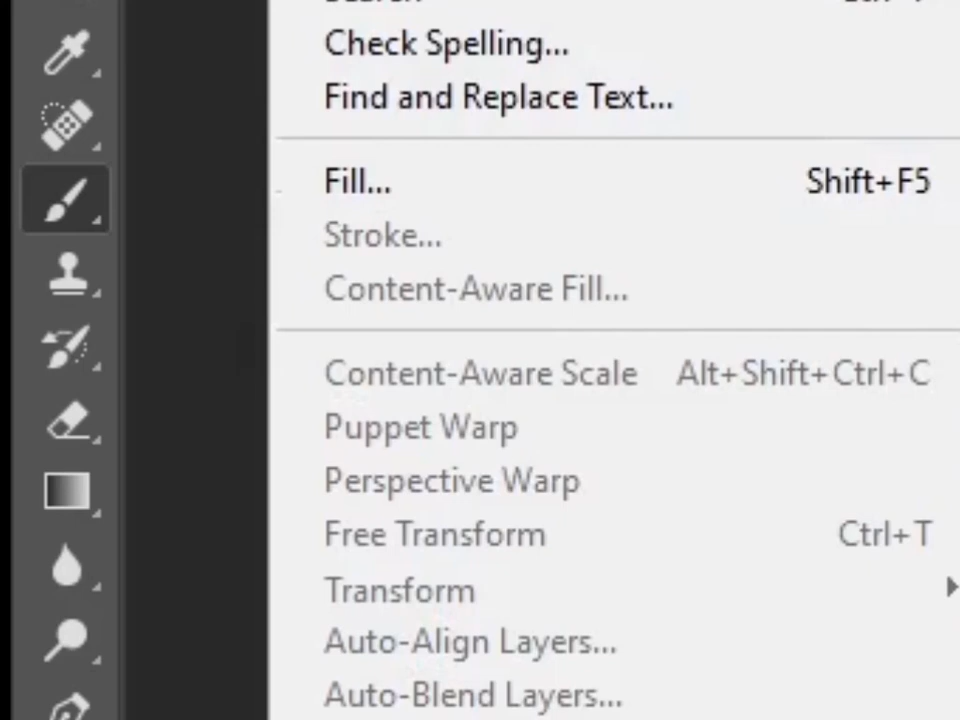 Check Spelling...
Find and Replace Text...
Fill... Shift+F5
Stroke...
Content-Aware Fill...
Content-Aware Scale Alt+Shift+Ctrl+C
Puppet Warp
Perspective Warp
Free Transform Ctrl+T
Transform
Auto-Align Layers...
Auto-Blend Layers...